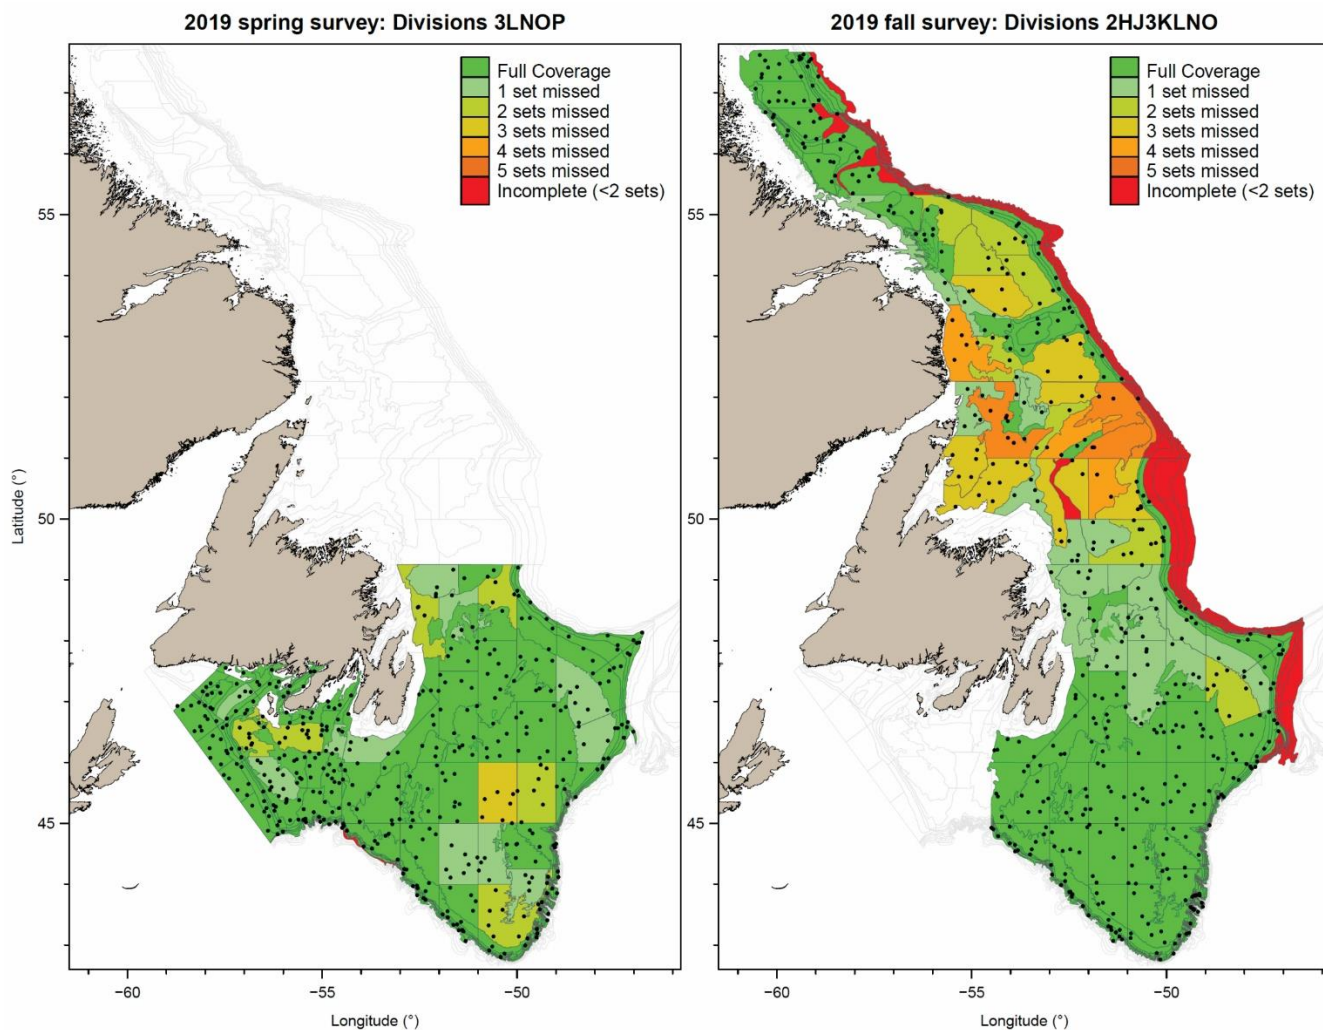 2019 spring survey: Divisions 3LNOP
2019 fall survey: Divisions 2HJ3KLNO
Full Coverage
1 set missed
2 sets missed
3 sets missed
4 sets missed
5 sets missed
Incomplete (<2 sets)
Full Coverage
1 set missed
2 sets missed
3 sets missed
4 sets missed
5 sets missed
Incomplete (<2 sets)
Latitude (°)
55
50
45
55
50
45
−60
−55
−50
−60
−55
−50
Longitude (°)
Longitude (°)